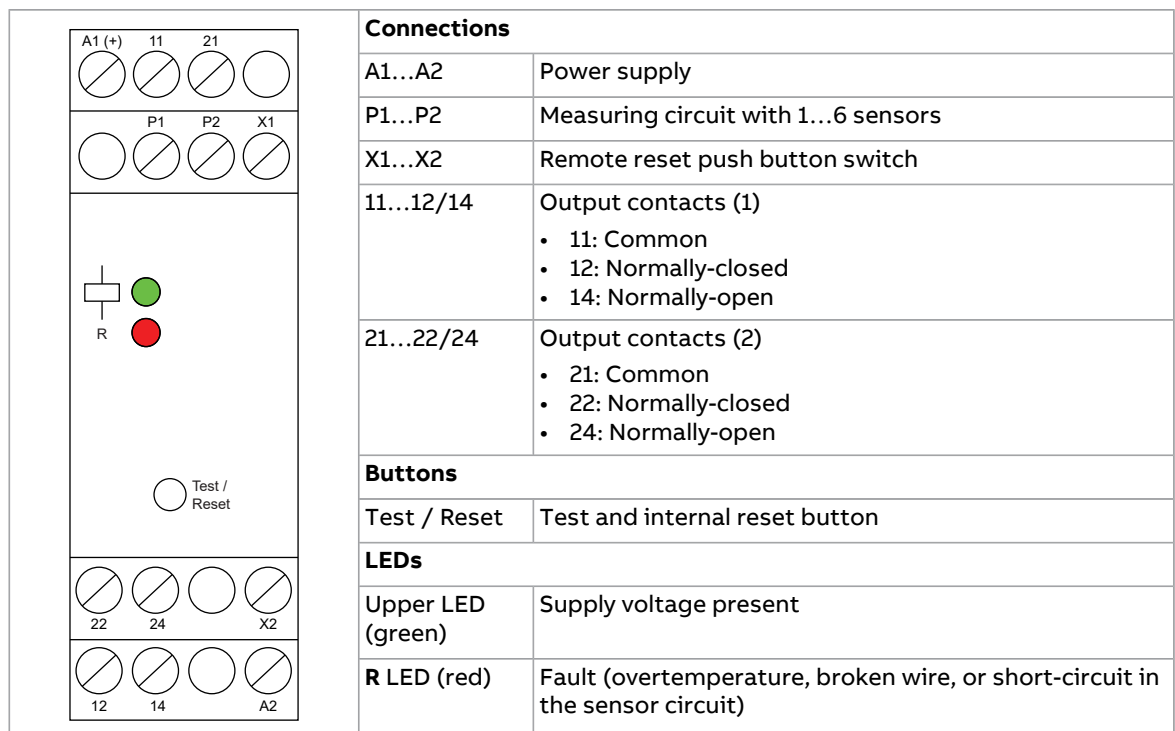 A1 (+) 11 21
P1 P2 X1
R
Test /
Reset
22 24 X2
12 14 A2
Connections
A1…A2 Power supply
P1…P2 Measuring circuit with 1…6 sensors
X1…X2 Remote reset push button switch
11…12/14 Output contacts (1)
• 11: Common
• 12: Normally-closed
• 14: Normally-open
21…22/24 Output contacts (2)
• 21: Common
• 22: Normally-closed
• 24: Normally-open
Buttons
Test / Reset Test and internal reset button
LEDs
Upper LED Supply voltage present
(green)
R LED (red) Fault (overtemperature, broken wire, or short-circuit in
the sensor circuit)